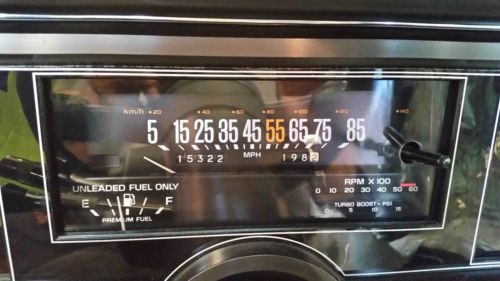 km/h 20 40 60 80 100 120 140
5 15 25 35 45 55 65 75 85
15322 MPH 1982
UNLEADED FUEL ONLY
E F
PREMIUM FUEL
RPM X 100
0 10 20 30 40 50 60
TURBO BOOST-PSI
0 5 10 15